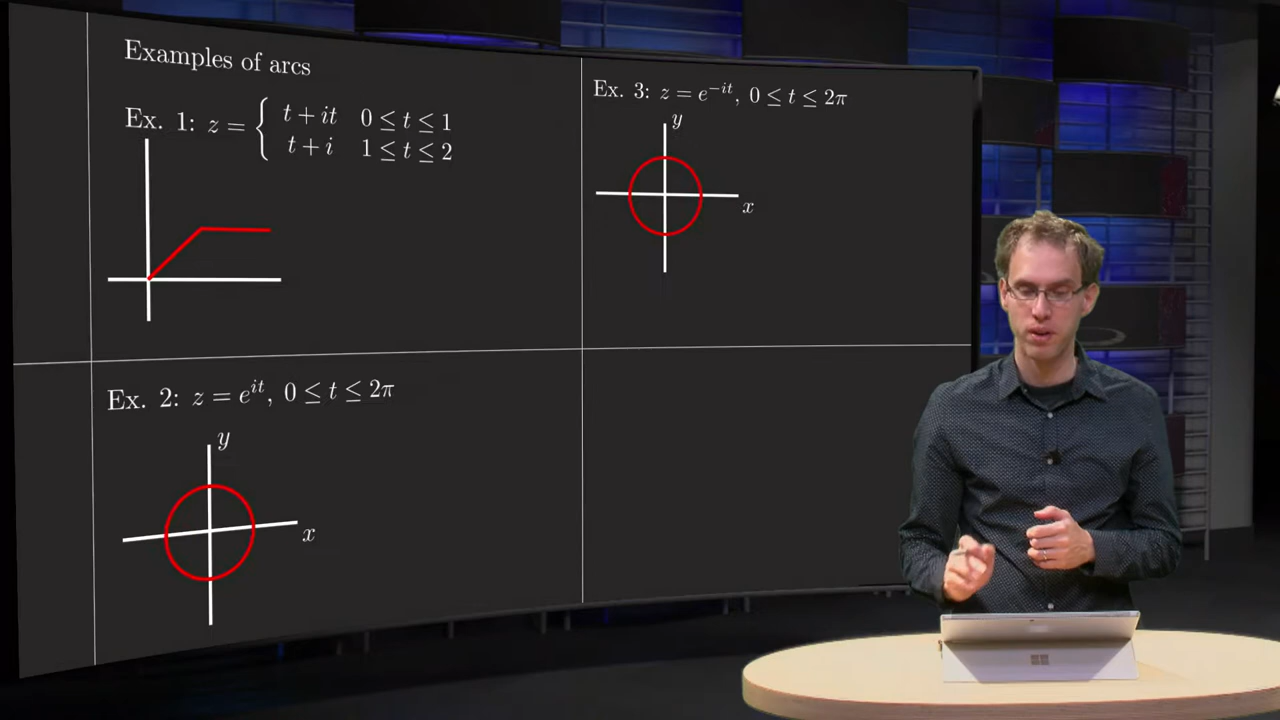 Examples of arcs
Ex. 1: z = { t + it 0 ≤ t ≤ 1
t + i 1 ≤ t ≤ 2
Ex. 2: z = e^{it}, 0 ≤ t ≤ 2π
y
x
Ex. 3: z = e^{-it}, 0 ≤ t ≤ 2π
y
x